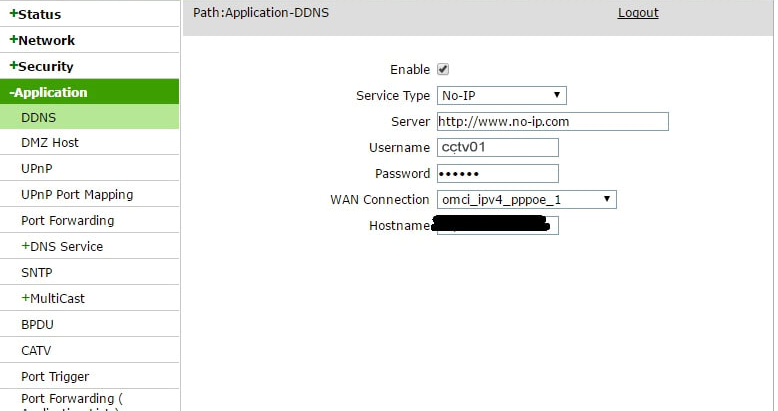 +Status
+Network
+Security
-Application
DDNS
DMZ Host
UPnP
UPnP Port Mapping
Port Forwarding
+DNS Service
SNTP
+MultiCast
BPDU
CATV
Port Trigger
Port Forwarding (
Path:Application-DDNS
Logout
Enable
Service Type No-IP
Server http://www.no-ip.com
Username cctv01
Password ••••••
WAN Connection omci_ipv4_pppoe_1
Hostname